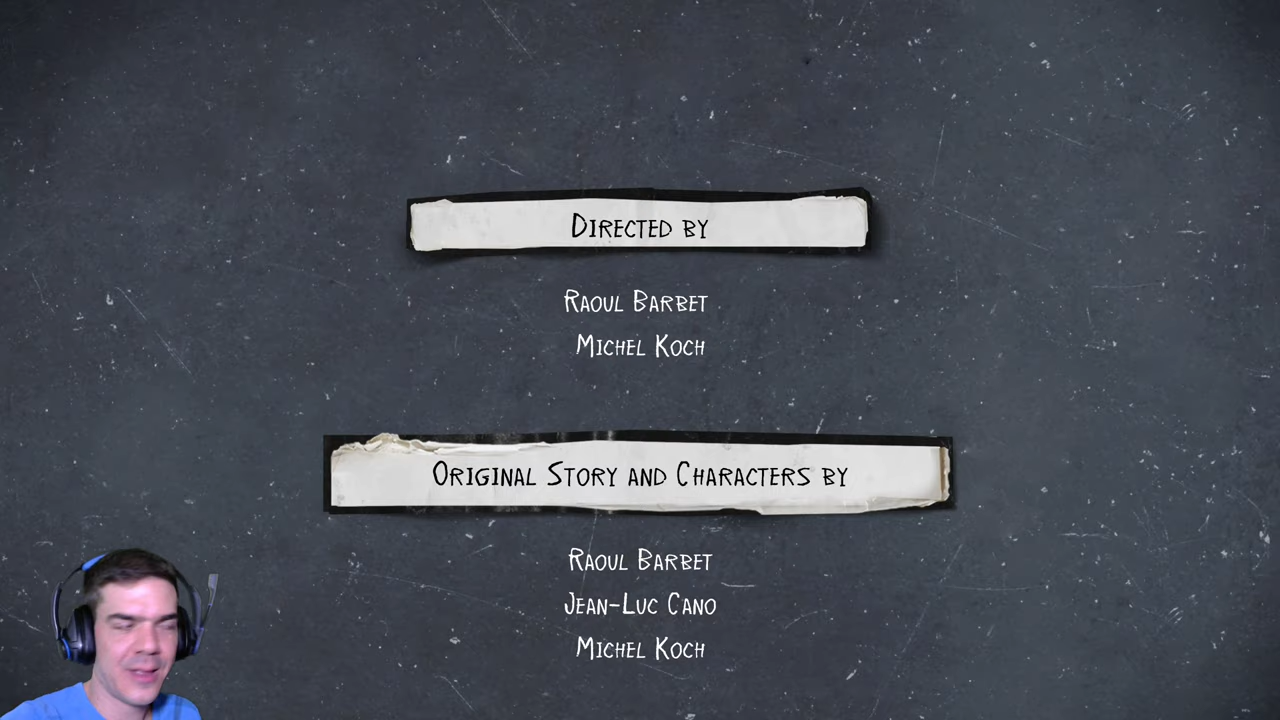 Directed by
Raoul Barbet
Michel Koch
Original Story and Characters by
Raoul Barbet
Jean-Luc Cano
Michel Koch